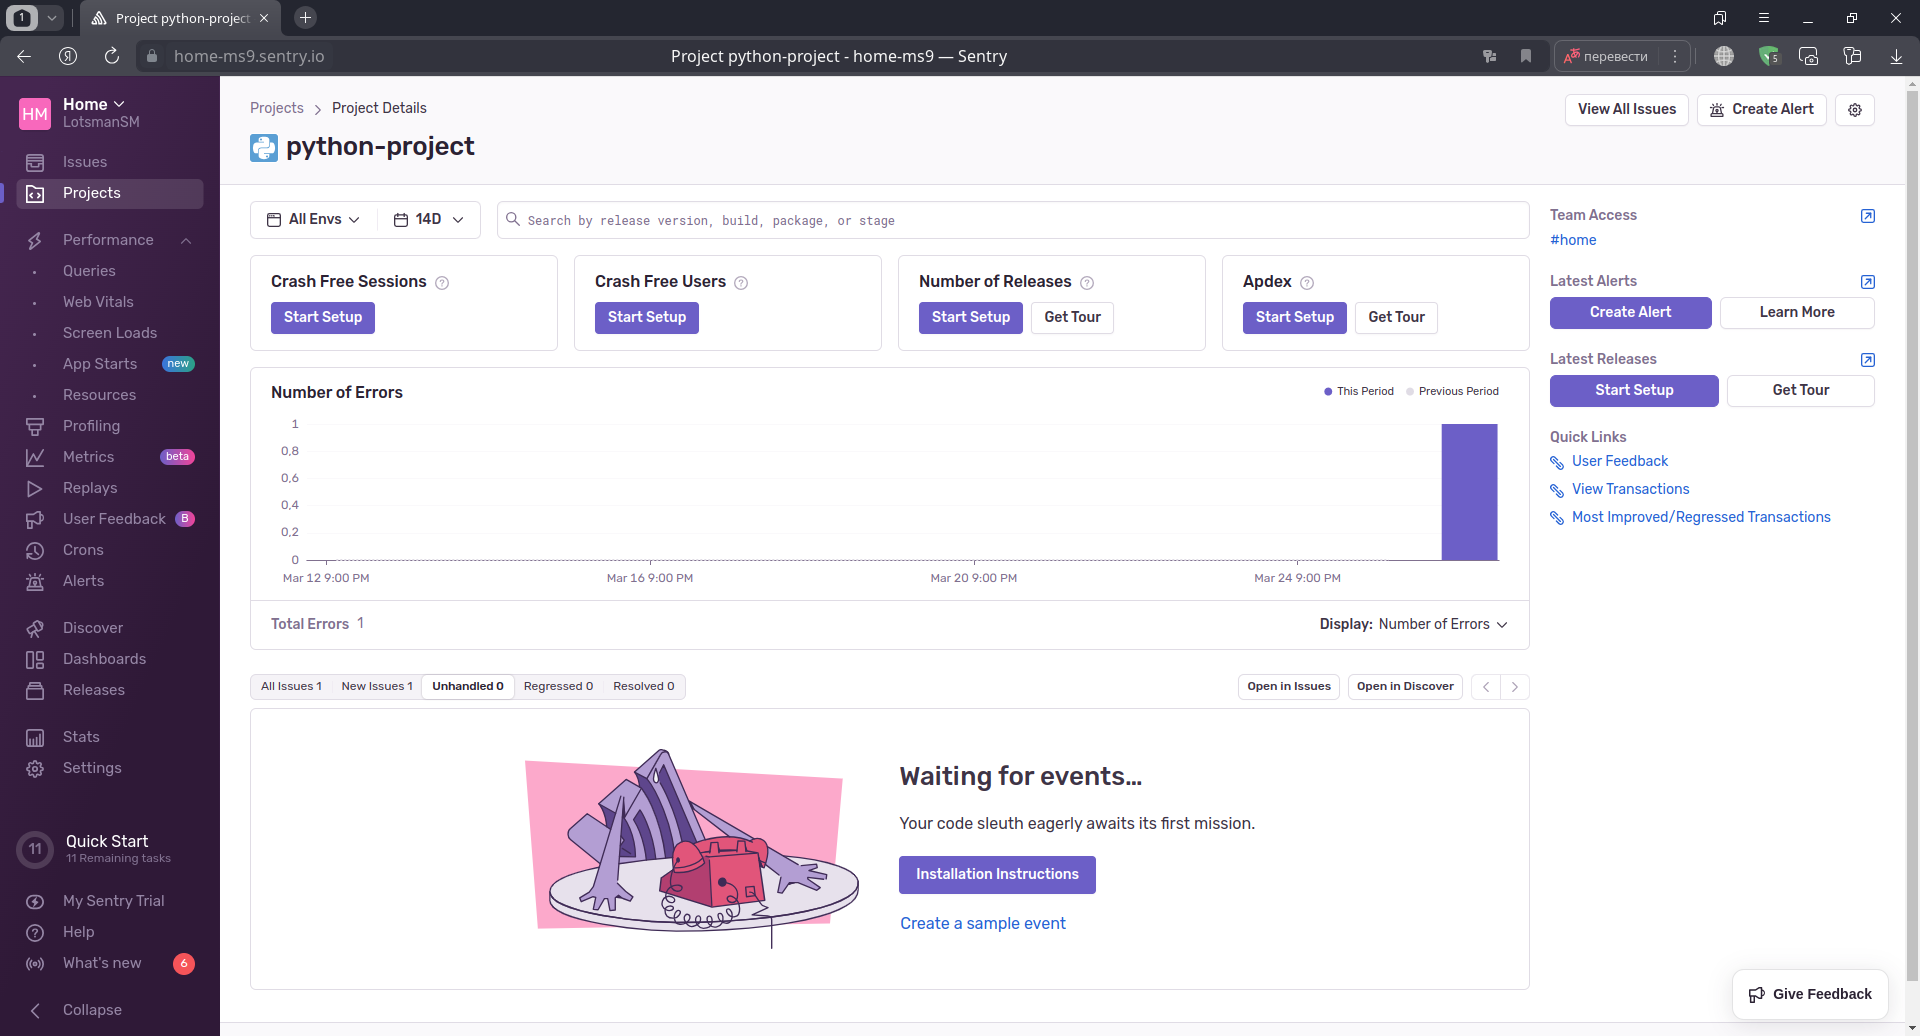 1
Project python-project
home-ms9.sentry.io
Project python-project - home-ms9 — Sentry
перевести
5
HM
Home
LotsmanSM
Issues
Projects
Performance
Queries
Web Vitals
Screen Loads
App Starts new
Resources
Profiling
Metrics beta
Replays
User Feedback B
Crons
Alerts
Discover
Dashboards
Releases
Stats
Settings
11
Quick Start
11 Remaining tasks
My Sentry Trial
Help
What's new 6
Collapse
Projects > Project Details
View All Issues
Create Alert
python-project
All Envs
14D
Search by release version, build, package, or stage
Crash Free Sessions ?
Start Setup
Crash Free Users ?
Start Setup
Number of Releases ?
Start Setup Get Tour
Apdex ?
Start Setup Get Tour
Number of Errors
This Period Previous Period
1
0,8
0,6
0,4
0,2
0
Mar 12 9:00 PM Mar 16 9:00 PM Mar 20 9:00 PM Mar 24 9:00 PM
Total Errors 1
Display: Number of Errors
All Issues 1 New Issues 1 Unhandled 0 Regressed 0 Resolved 0
Open in Issues Open in Discover
Waiting for events…
Your code sleuth eagerly awaits its first mission.
Installation Instructions
Create a sample event
Team Access
#home
Latest Alerts
Create Alert Learn More
Latest Releases
Start Setup Get Tour
Quick Links
User Feedback
View Transactions
Most Improved/Regressed Transactions
Give Feedback